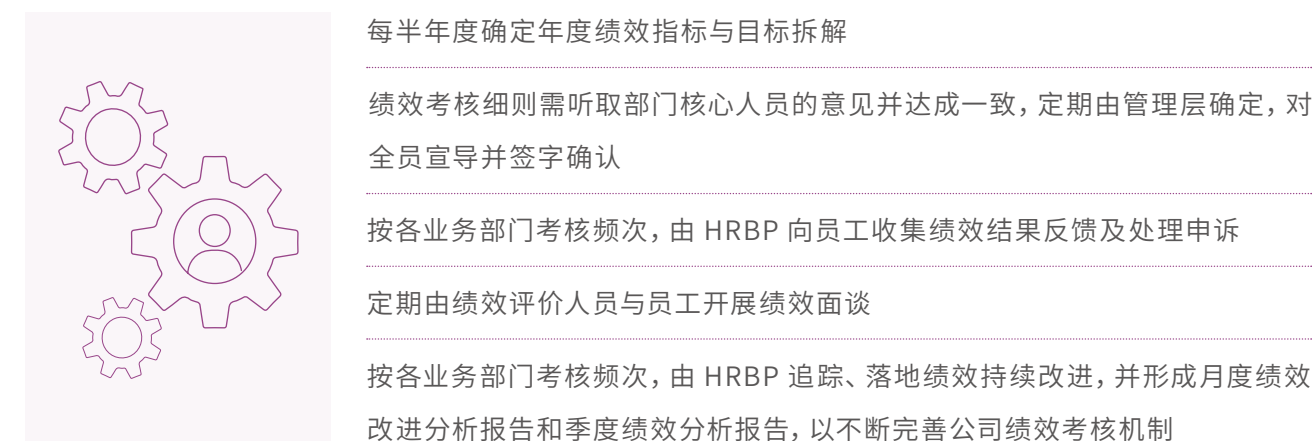 每半年度确定年度绩效指标与目标拆解
绩效考核细则需听取部门核心人员的意见并达成一致，定期由管理层确定，对
全员宣导并签字确认
按各业务部门考核频次，由 HRBP 向员工收集绩效结果反馈及处理申诉
定期由绩效评价人员与员工开展绩效面谈
按各业务部门考核频次，由 HRBP 追踪、落地绩效持续改进，并形成月度绩效
改进分析报告和季度绩效分析报告，以不断完善公司绩效考核机制